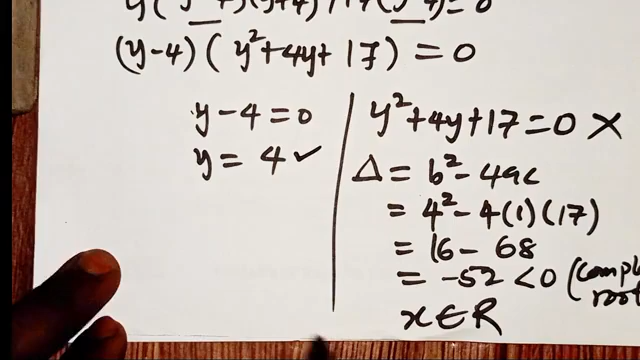 (y-4)(y²+4y+17)=0
y-4=0
y=4✓
y²+4y+17=0 ×
Δ=b²-4ac
=4²-4(1)(17)
=16-68
=-52<0
x∈R